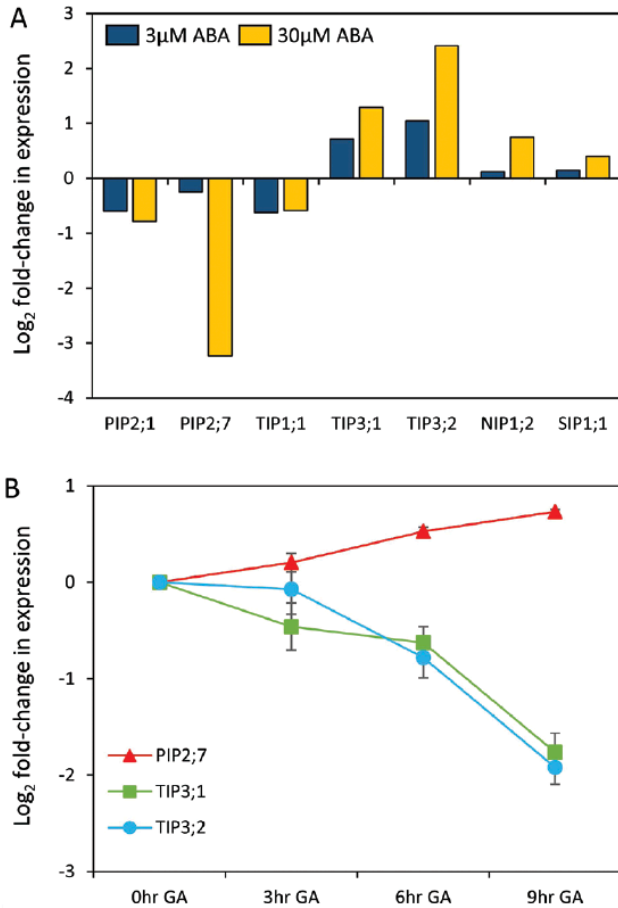 A
3µM ABA
30µM ABA
Log₂ fold-change in expression
3
2
1
0
-1
-2
-3
-4
PIP2;1 PIP2;7 TIP1;1 TIP3;1 TIP3;2 NIP1;2 SIP1;1
B
Log₂ fold-change in expression
1
0
-1
-2
-3
PIP2;7
TIP3;1
TIP3;2
0hr GA 3hr GA 6hr GA 9hr GA